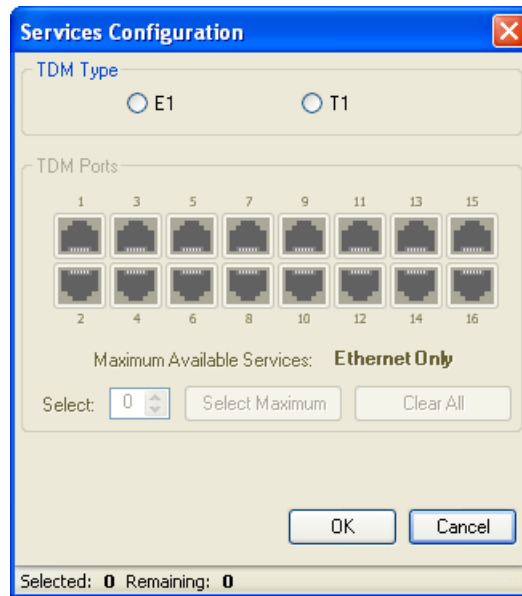 Services Configuration
TDM Type
E1 T1
TDM Ports
1 3 5 7 9 11 13 15
2 4 6 8 10 12 14 16
Maximum Available Services: Ethernet Only
Select: 0 Select Maximum Clear All
OK Cancel
Selected: 0 Remaining: 0